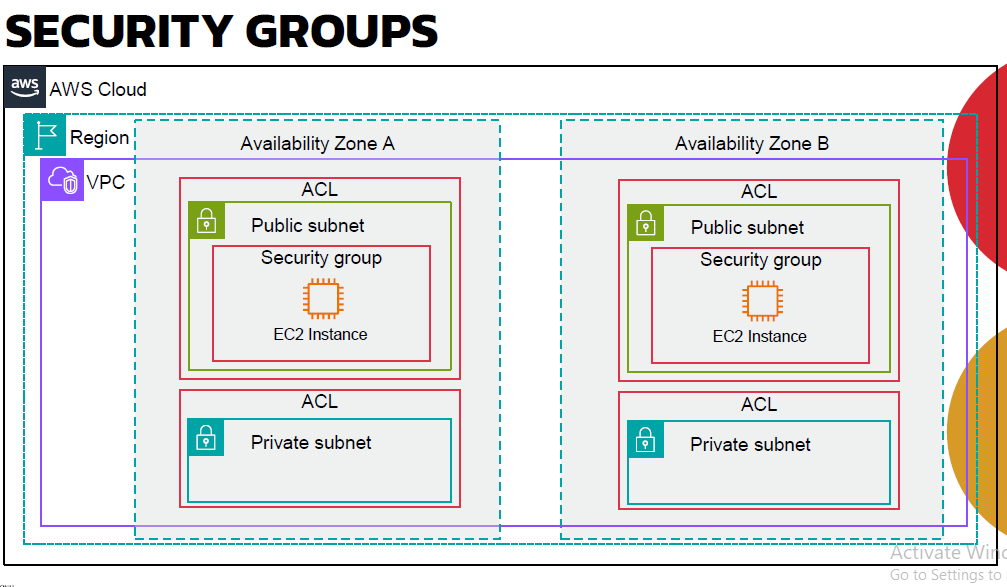 SECURITY GROUPS
aws
AWS Cloud
Region
Availability Zone A
Availability Zone B
VPC
ACL
Public subnet
Security group
EC2 Instance
ACL
Private subnet
ACL
Public subnet
Security group
EC2 Instance
ACL
Private subnet
Activate Win
Go to Settings to